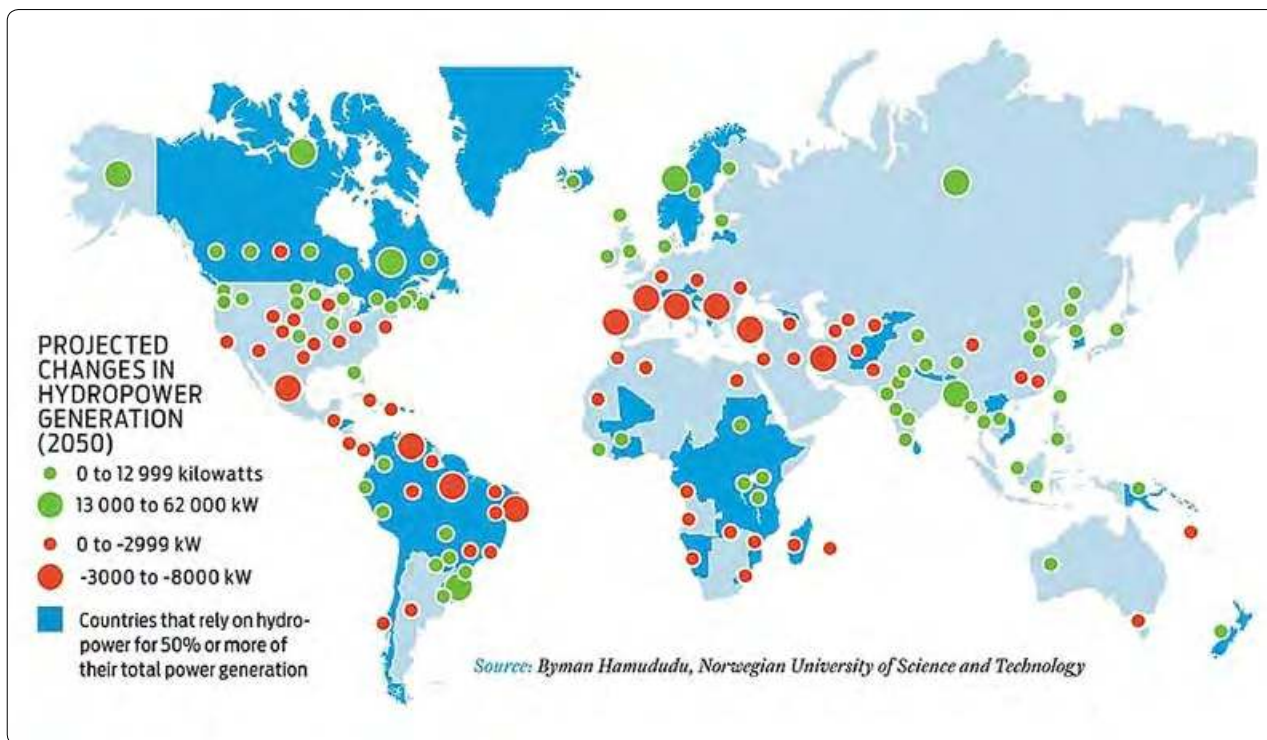 PROJECTED
CHANGES IN
HYDROPOWER
GENERATION
(2050)
0 to 12 999 kilowatts
13 000 to 62 000 kW
0 to -2999 kW
-3000 to -8000 kW
Countries that rely on hydro-
power for 50% or more of
their total power generation
Source: Byman Hamududu, Norwegian University of Science and Technology